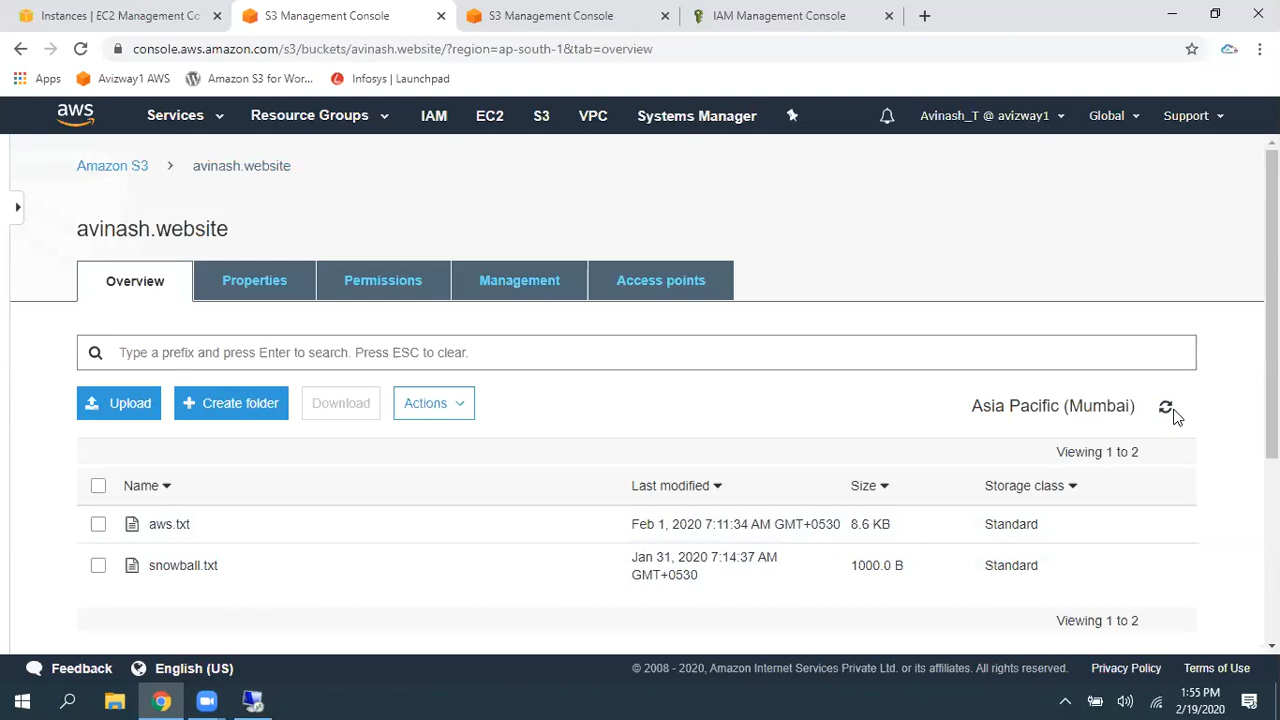 Instances | EC2 Management Co
S3 Management Console
S3 Management Console
IAM Management Console
console.aws.amazon.com/s3/buckets/avinash.website/?region=ap-south-1&tab=overview
Apps
Avizway1 AWS
Amazon S3 for Wor...
Infosys | Launchpad
aws
Services
Resource Groups
IAM
EC2
S3
VPC
Systems Manager
Avinash_T @ avizway1
Global
Support
Amazon S3
avinash.website
avinash.website
Overview
Properties
Permissions
Management
Access points
Type a prefix and press Enter to search. Press ESC to clear.
Upload
Create folder
Download
Actions
Asia Pacific (Mumbai)
Viewing 1 to 2
Name
Last modified
Size
Storage class
aws.txt
Feb 1, 2020 7:11:34 AM GMT+0530
8.6 KB
Standard
snowball.txt
Jan 31, 2020 7:14:37 AM
GMT+0530
1000.0 B
Standard
Viewing 1 to 2
Feedback
English (US)
© 2008 - 2020, Amazon Internet Services Private Ltd. or its affiliates. All rights reserved.
Privacy Policy
Terms of Use
1:55 PM
2/19/2020